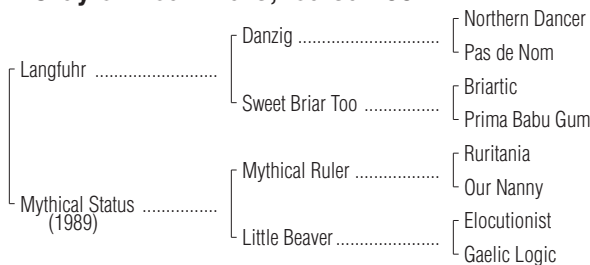 Northern Dancer
Danzig
Pas de Nom
Langfuhr
Briartic
Sweet Briar Too
Prima Babu Gum
Ruritania
Mythical Ruler
Our Nanny
Mythical Status
(1989)
Elocutionist
Little Beaver
Gaelic Logic